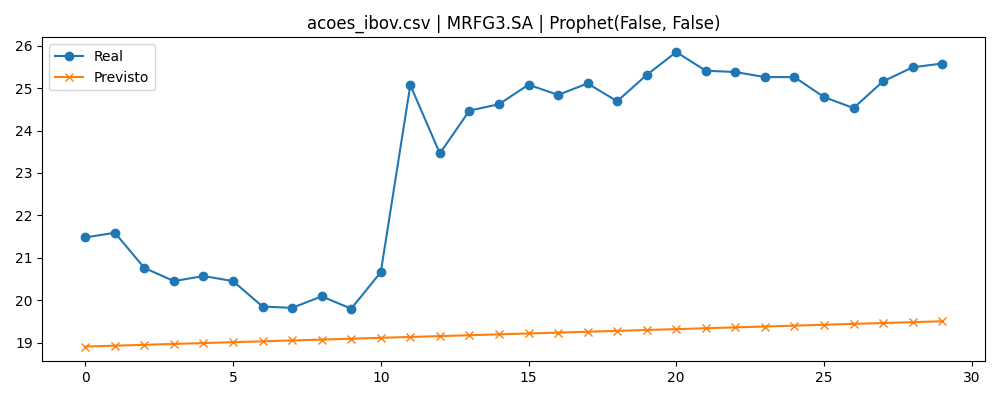 acoes_ibov.csv | MRFG3.SA | Prophet(False, False)
Real
Previsto
26
25
24
23
22
21
20
19
0 5 10 15 20 25 30